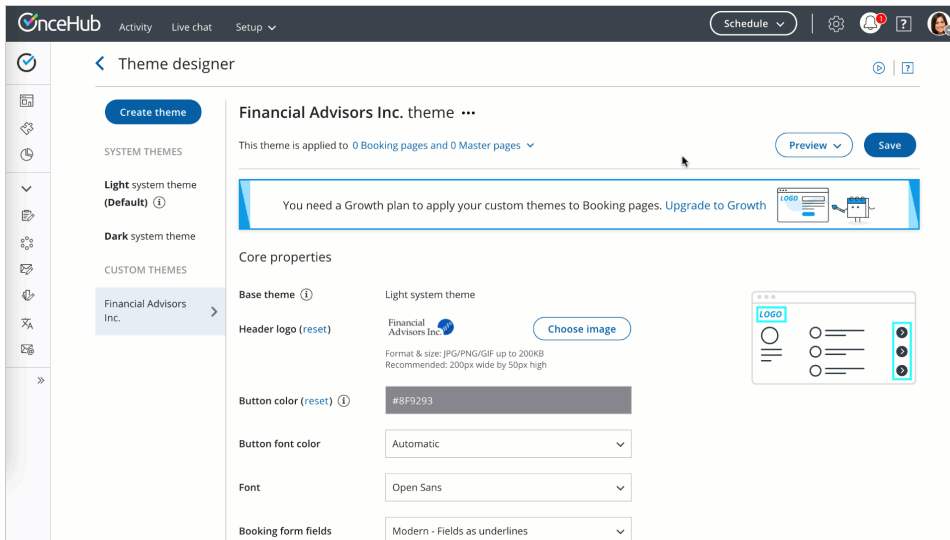 OnceHub Activity Live chat Setup Schedule 1 ?
Theme designer ?
Create theme
Financial Advisors Inc. theme •••
This theme is applied to 0 Booking pages and 0 Master pages Preview Save
SYSTEM THEMES
Light system theme
(Default) i
You need a Growth plan to apply your custom themes to Booking pages. Upgrade to Growth LOGO
Dark system theme
CUSTOM THEMES
Financial Advisors
Inc.
Core properties
Base theme i Light system theme
Header logo (reset) Financial
Advisors Inc. Choose image
Format & size: JPG/PNG/GIF up to 200KB
Recommended: 200px wide by 50px high
LOGO
Button color (reset) i #8F9293
Button font color Automatic
Font Open Sans
Booking form fields Modern - Fields as underlines